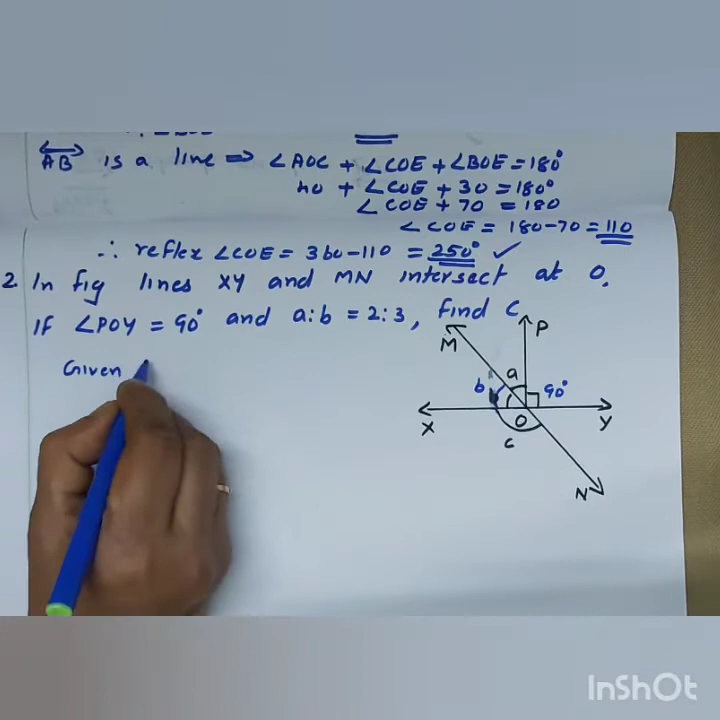 AB is a line ⇒ ∠AOC + ∠COE + ∠BOE = 180°
40 + ∠COE + 30 = 180°
∠COE + 70 = 180
∠COE = 180-70 = 110
∴ reflex ∠COE = 360-110 = 250° ✓
2. In fig lines XY and MN intersect at O.
If ∠POY = 90° and a:b = 2:3, find C
Given
P
M
a
b
90°
X
O
Y
c
N
InShOt